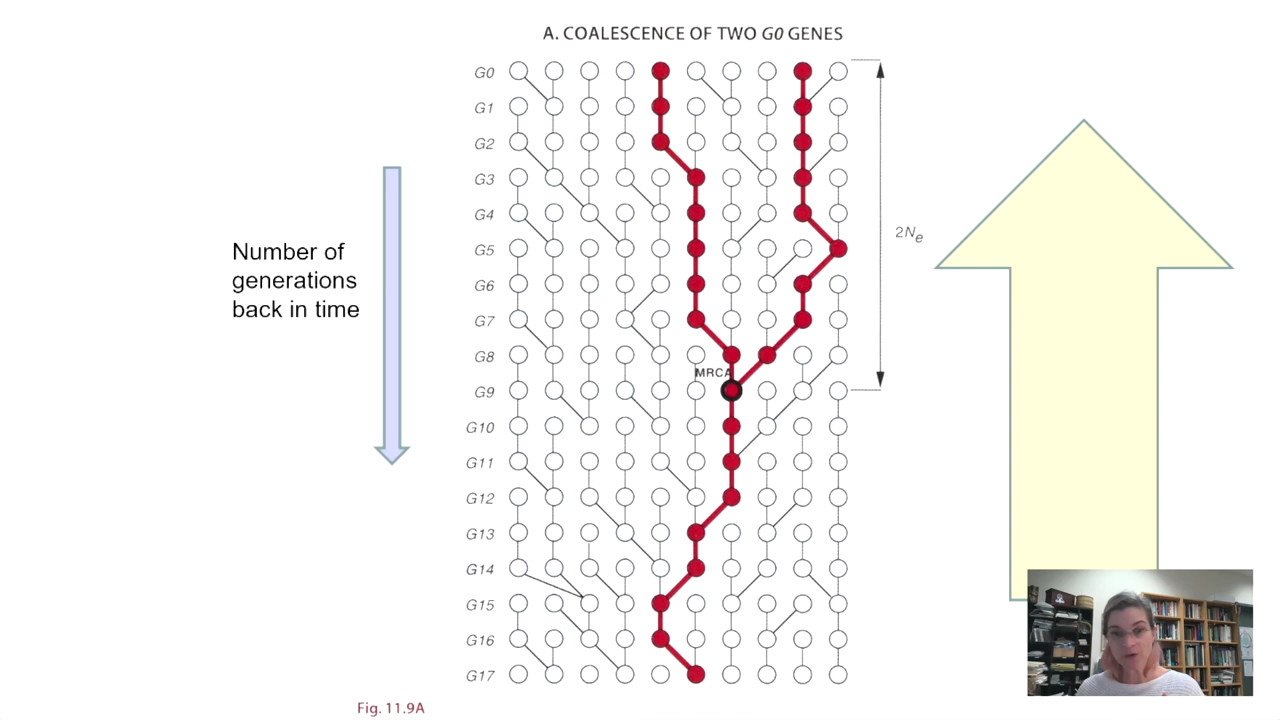 A. COALESCENCE OF TWO G0 GENES
G0
G1
G2
G3
G4
G5
G6
G7
G8
G9
G10
G11
G12
G13
G14
G15
G16
G17
Number of
generations
back in time
MRCA
2Ne
Fig. 11.9A